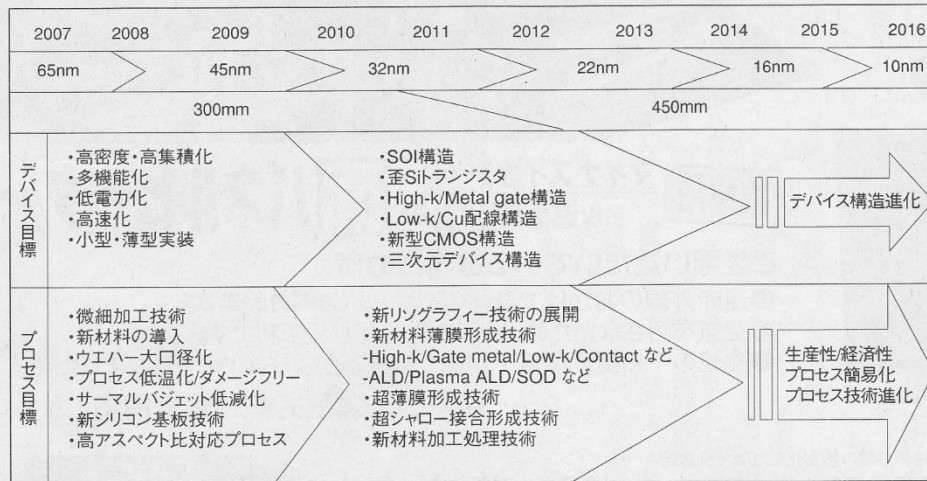 2007 2008 2009 2010 2011 2012 2013 2014 2015 2016
65nm 45nm 32nm 22nm 16nm 10nm
300mm 450mm
デバイス目標
・高密度・高集積化
・多機能化
・低電力化
・高速化
・小型・薄型実装
・SOI構造
・歪Siトランジスタ
・High-k/Metal gate構造
・Low-k/Cu配線構造
・新型CMOS構造
・三次元デバイス構造
デバイス構造進化
プロセス目標
・微細加工技術
・新材料の導入
・ウエハー大口径化
・プロセス低温化/ダメージフリー
・サーマルバジェット低減化
・新シリコン基板技術
・高アスペクト比対応プロセス
・新リソグラフィー技術の展開
・新材料薄膜形成技術
-High-k/Gate metal/Low-k/Contact など
-ALD/Plasma ALD/SOD など
・超薄膜形成技術
・超シャロー接合形成技術
・新材料加工処理技術
生産性/経済性
プロセス簡易化
プロセス技術進化